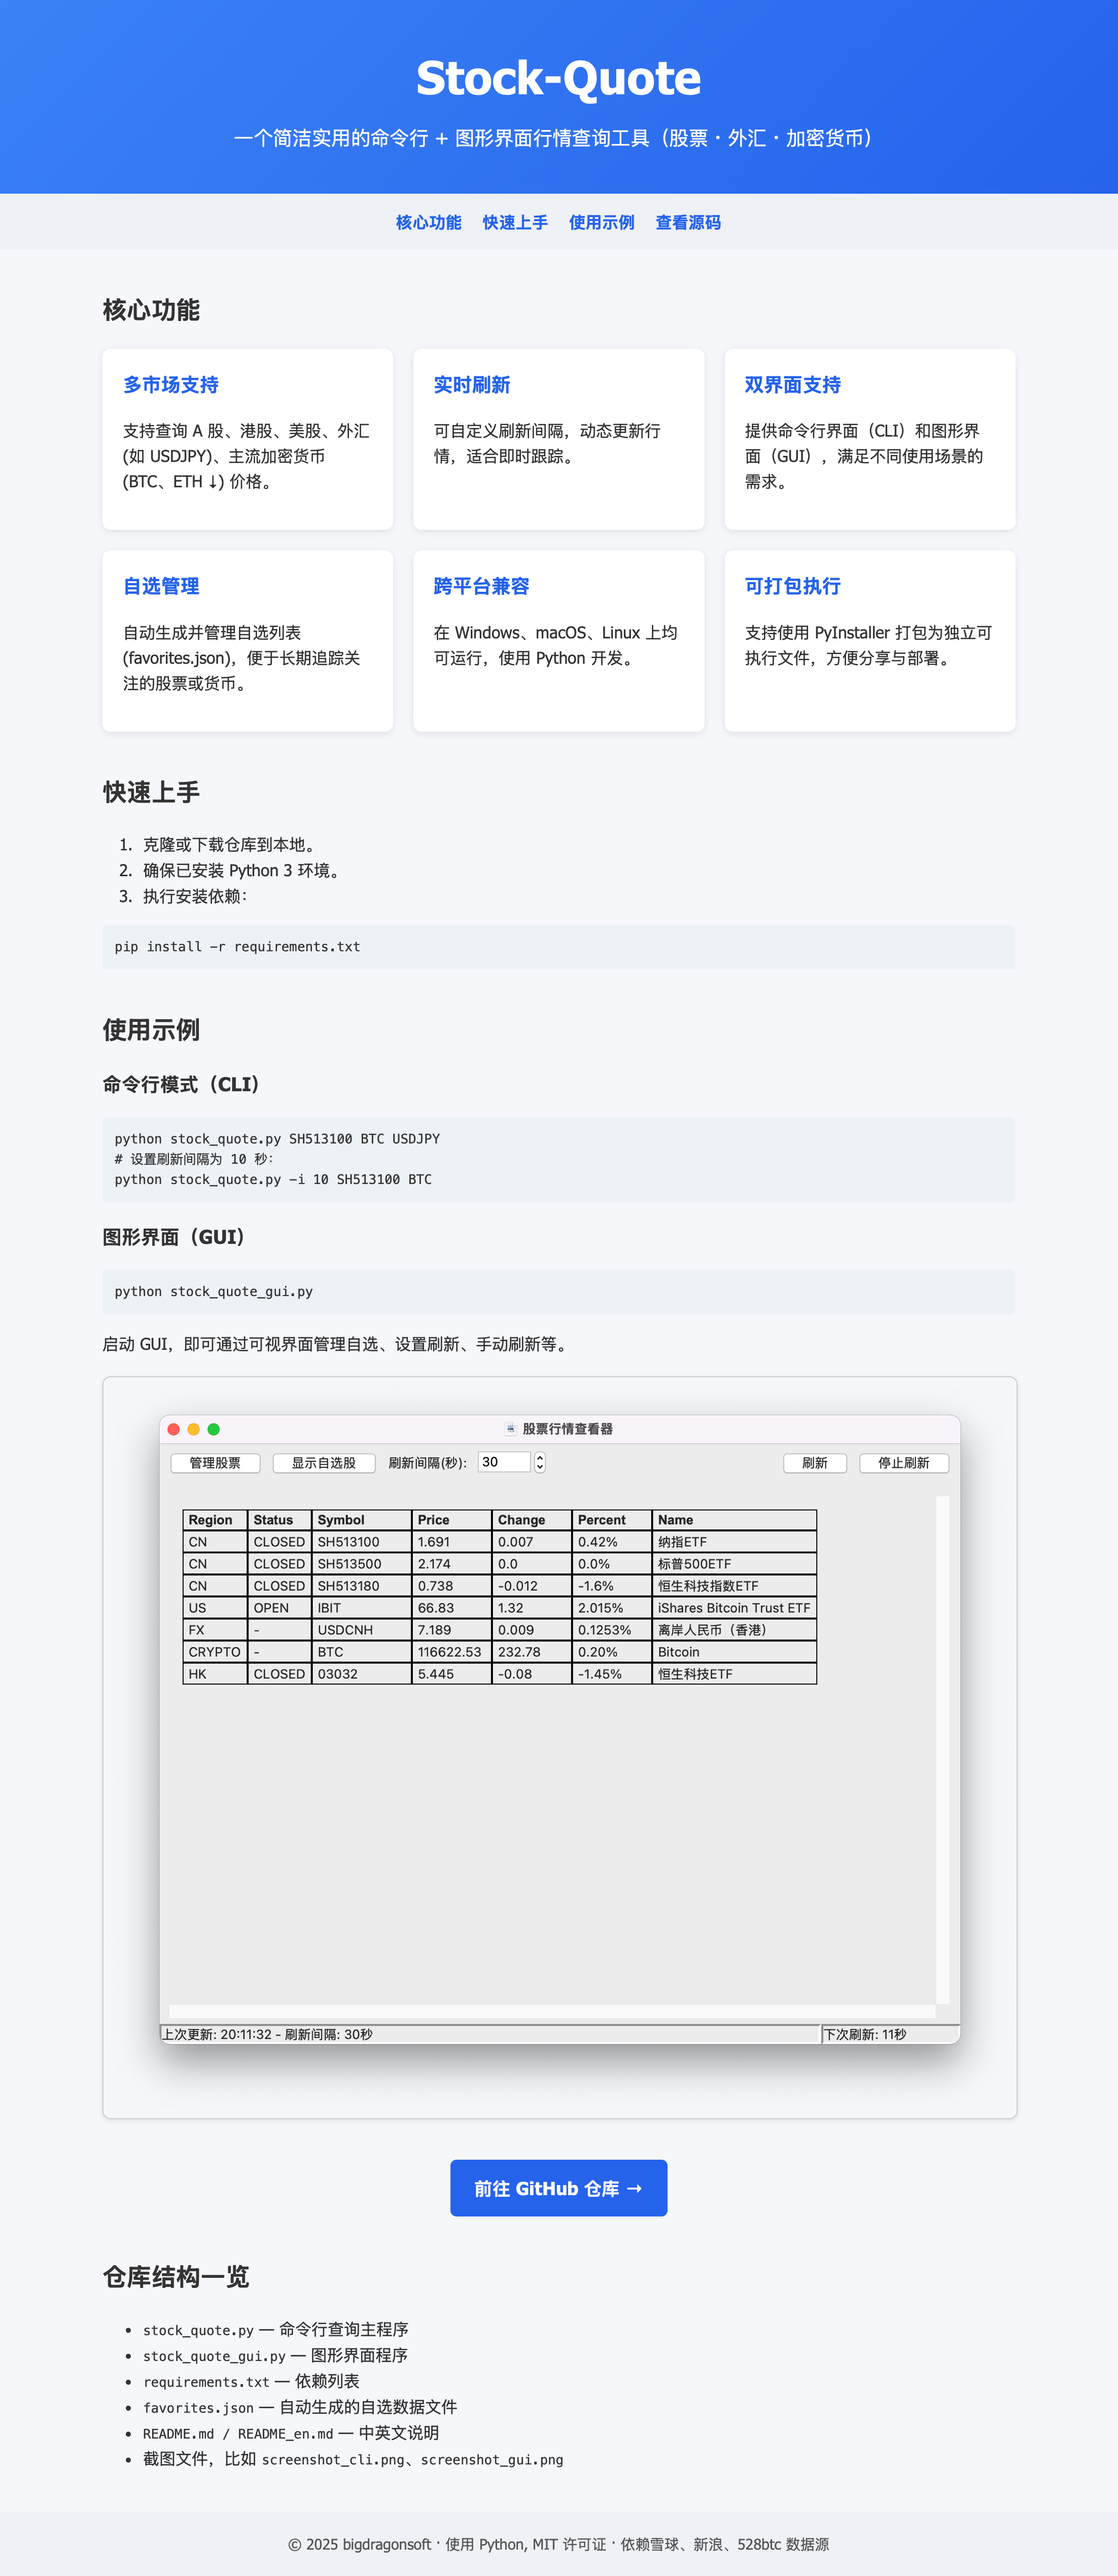 Stock-Quote
一个简洁实用的命令行 + 图形界面行情查询工具（股票 · 外汇 · 加密货币）
核心功能 快速上手 使用示例 查看源码
核心功能
多市场支持
支持查询 A 股、港股、美股、外汇
(如 USDJPY)、主流加密货币
(BTC、ETH ↓) 价格。
实时刷新
可自定义刷新间隔，动态更新行
情，适合即时跟踪。
双界面支持
提供命令行界面（CLI）和图形界
面（GUI），满足不同使用场景的
需求。
自选管理
自动生成并管理自选列表
(favorites.json)，便于长期追踪关
注的股票或货币。
跨平台兼容
在 Windows、macOS、Linux 上均
可运行，使用 Python 开发。
可打包执行
支持使用 PyInstaller 打包为独立可
执行文件，方便分享与部署。
快速上手
1. 克隆或下载仓库到本地。
2. 确保已安装 Python 3 环境。
3. 执行安装依赖：
pip install -r requirements.txt
使用示例
命令行模式（CLI）
python stock_quote.py SH513100 BTC USDJPY
# 设置刷新间隔为 10 秒：
python stock_quote.py -i 10 SH513100 BTC
图形界面（GUI）
python stock_quote_gui.py
启动 GUI，即可通过可视界面管理自选、设置刷新、手动刷新等。
股票行情查看器
管理股票 显示自选股 刷新间隔(秒): 30 刷新 停止刷新
Region Status Symbol Price Change Percent Name
CN CLOSED SH513100 1.691 0.007 0.42% 纳指ETF
CN CLOSED SH513500 2.174 0.0 0.0% 标普500ETF
CN CLOSED SH513180 0.738 -0.012 -1.6% 恒生科技指数ETF
US OPEN IBIT 66.83 1.32 2.015% iShares Bitcoin Trust ETF
FX - USDCNH 7.189 0.009 0.1253% 离岸人民币（香港）
CRYPTO - BTC 116622.53 232.78 0.20% Bitcoin
HK CLOSED 03032 5.445 -0.08 -1.45% 恒生科技ETF
上次更新: 20:11:32 - 刷新间隔: 30秒 下次刷新: 11秒
前往 GitHub 仓库 →
仓库结构一览
• stock_quote.py — 命令行查询主程序
• stock_quote_gui.py — 图形界面程序
• requirements.txt — 依赖列表
• favorites.json — 自动生成的自选数据文件
• README.md / README_en.md — 中英文说明
• 截图文件，比如 screenshot_cli.png、screenshot_gui.png
© 2025 bigdragonsoft · 使用 Python, MIT 许可证 · 依赖雪球、新浪、528btc 数据源